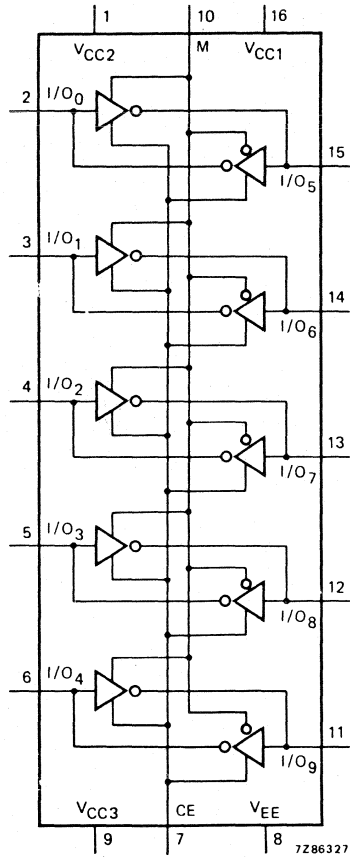 1 10 16
VCC2 M VCC1
2 I/O0
15
I/O5
3 I/O1
14
I/O6
4 I/O2
13
I/O7
5 I/O3
12
I/O8
6 I/O4
11
I/O9
VCC3 CE VEE
9 7 8
7Z86327